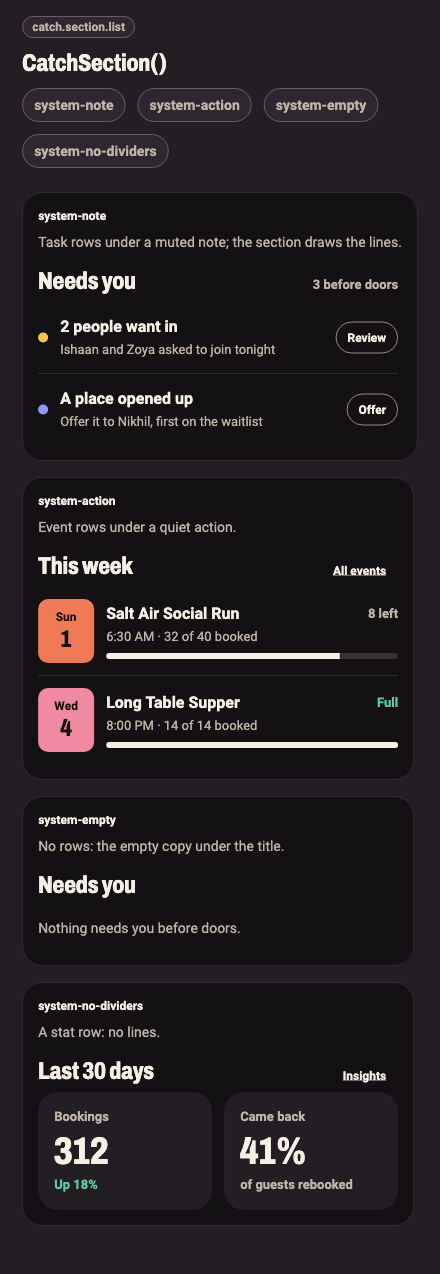 catch.section.list
CatchSection()
system-note
system-action
system-empty
system-no-dividers
system-note
Task rows under a muted note; the section draws the lines.
Needs you
3 before doors
2 people want in
Ishaan and Zoya asked to join tonight
Review
A place opened up
Offer it to Nikhil, first on the waitlist
Offer
system-action
Event rows under a quiet action.
This week
All events
Sun
1
Salt Air Social Run
8 left
6:30 AM · 32 of 40 booked
Wed
4
Long Table Supper
Full
8:00 PM · 14 of 14 booked
system-empty
No rows: the empty copy under the title.
Needs you
Nothing needs you before doors.
system-no-dividers
A stat row: no lines.
Last 30 days
Insights
Bookings
312
Up 18%
Came back
41%
of guests rebooked